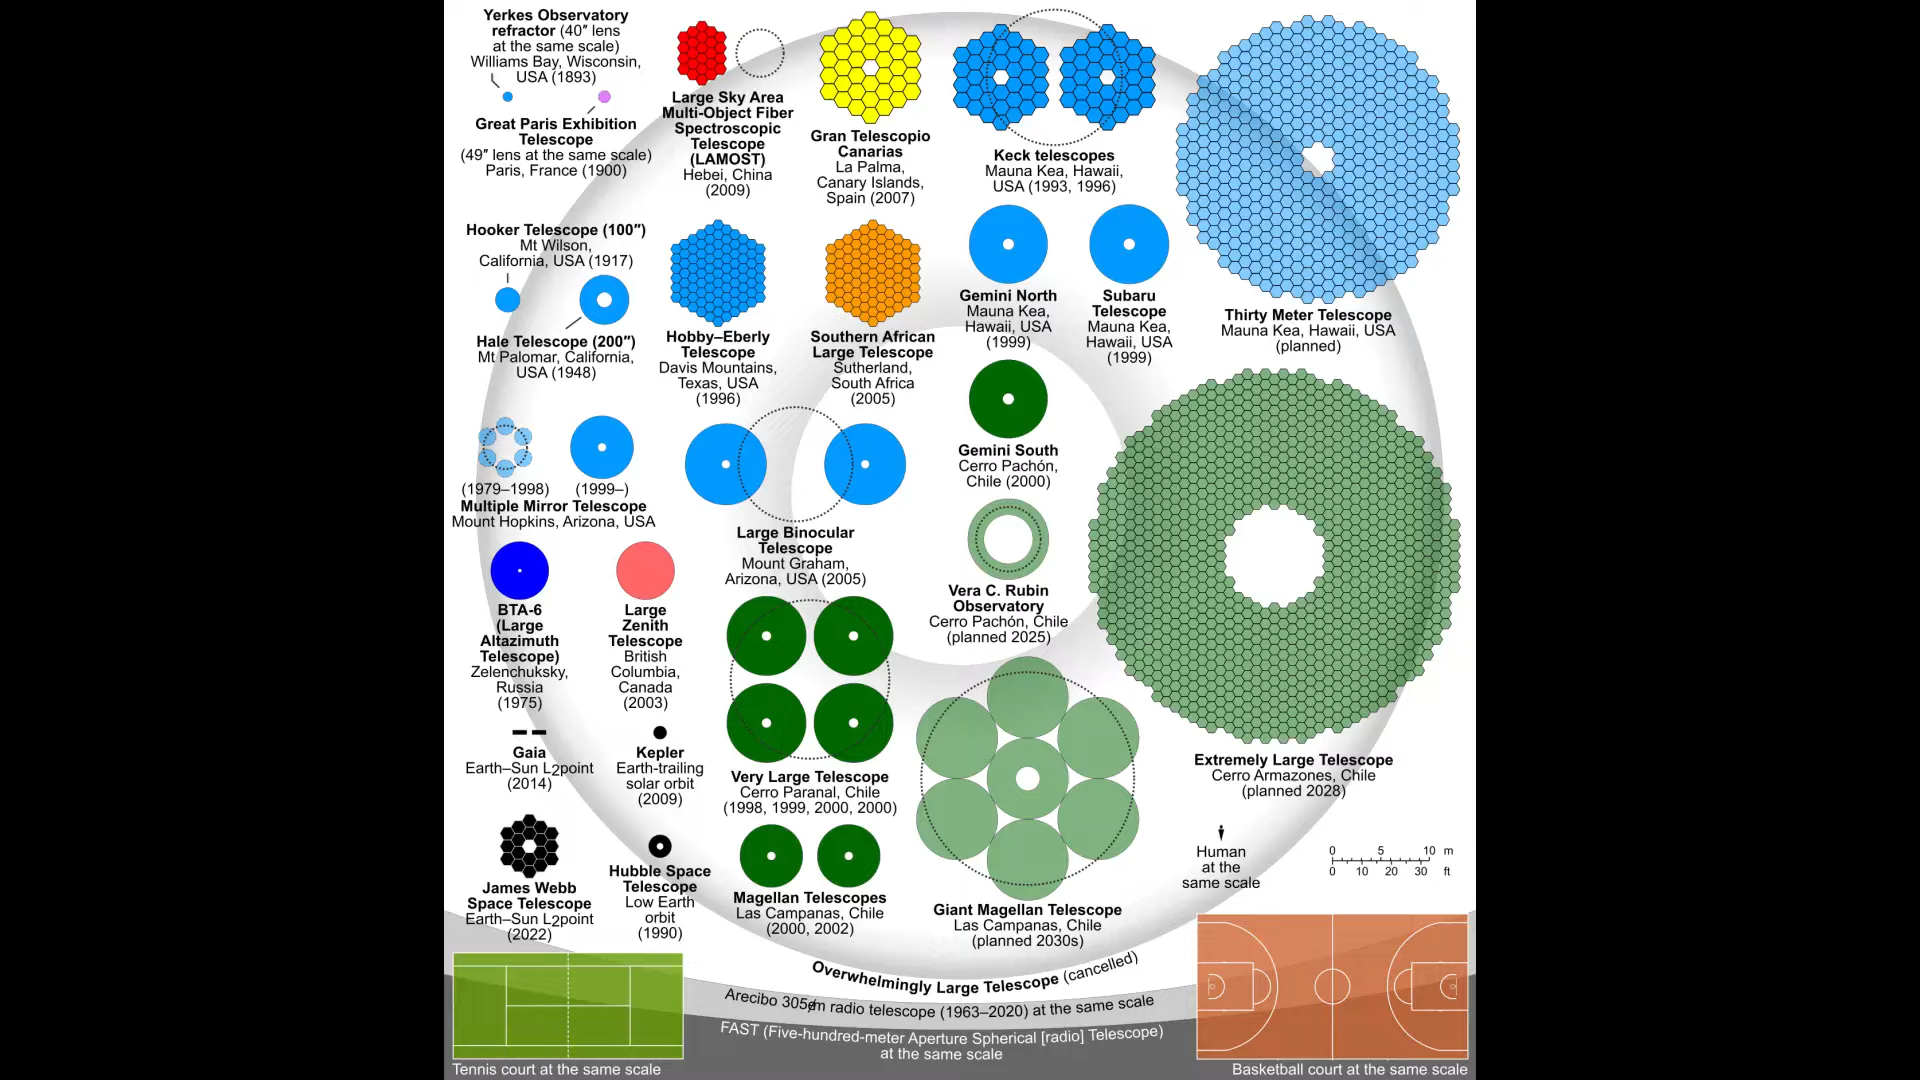 Yerkes Observatory
refractor (40″ lens
at the same scale)
Williams Bay, Wisconsin,
USA (1893)
Great Paris Exhibition
Telescope
(49″ lens at the same scale)
Paris, France (1900)
Large Sky Area
Multi-Object Fiber
Spectroscopic
Telescope
(LAMOST)
Hebei, China
(2009)
Gran Telescopio
Canarias
La Palma,
Canary Islands,
Spain (2007)
Keck telescopes
Mauna Kea, Hawaii,
USA (1993, 1996)
Thirty Meter Telescope
Mauna Kea, Hawaii, USA
(planned)
Hooker Telescope (100″)
Mt Wilson,
California, USA (1917)
Hale Telescope (200″)
Mt Palomar, California,
USA (1948)
Hobby–Eberly
Telescope
Davis Mountains,
Texas, USA
(1996)
Southern African
Large Telescope
Sutherland,
South Africa
(2005)
Gemini North
Mauna Kea,
Hawaii, USA
(1999)
Subaru
Telescope
Mauna Kea,
Hawaii, USA
(1999)
Gemini South
Cerro Pachón,
Chile (2000)
(1979–1998) (1999–)
Multiple Mirror Telescope
Mount Hopkins, Arizona, USA
Large Binocular
Telescope
Mount Graham,
Arizona, USA (2005)
Vera C. Rubin
Observatory
Cerro Pachón, Chile
(planned 2025)
BTA-6
(Large
Altazimuth
Telescope)
Zelenchuksky,
Russia
(1975)
Large
Zenith
Telescope
British
Columbia,
Canada
(2003)
Gaia
Earth–Sun L2point
(2014)
Kepler
Earth-trailing
solar orbit
(2009)
Very Large Telescope
Cerro Paranal, Chile
(1998, 1999, 2000, 2000)
Extremely Large Telescope
Cerro Armazones, Chile
(planned 2028)
James Webb
Space Telescope
Earth–Sun L2point
(2022)
Hubble Space
Telescope
Low Earth
orbit
(1990)
Magellan Telescopes
Las Campanas, Chile
(2000, 2002)
Giant Magellan Telescope
Las Campanas, Chile
(planned 2030s)
Human
at the
same scale
0 5 10 m
0 10 20 30 ft
Overwhelmingly Large Telescope (cancelled)
Arecibo 305 m radio telescope (1963–2020) at the same scale
FAST (Five-hundred-meter Aperture Spherical [radio] Telescope)
at the same scale
Tennis court at the same scale
Basketball court at the same scale